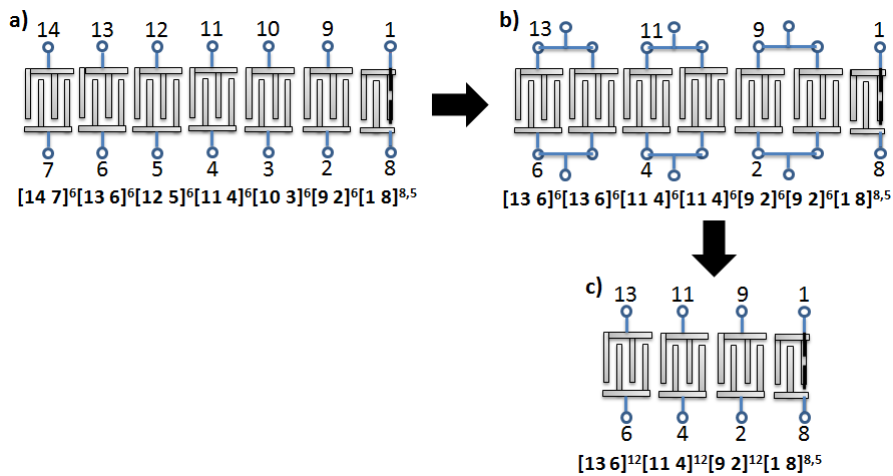 a)
14 13 12 11 10 9 1
7 6 5 4 3 2 8
[14 7]⁶[13 6]⁶[12 5]⁶[11 4]⁶[10 3]⁶[9 2]⁶[1 8]⁸,⁵
b)
13 11 9 1
6 4 2 8
[13 6]⁶[13 6]⁶[11 4]⁶[11 4]⁶[9 2]⁶[9 2]⁶[1 8]⁸,⁵
c)
13 11 9 1
6 4 2 8
[13 6]¹²[11 4]¹²[9 2]¹²[1 8]⁸,⁵